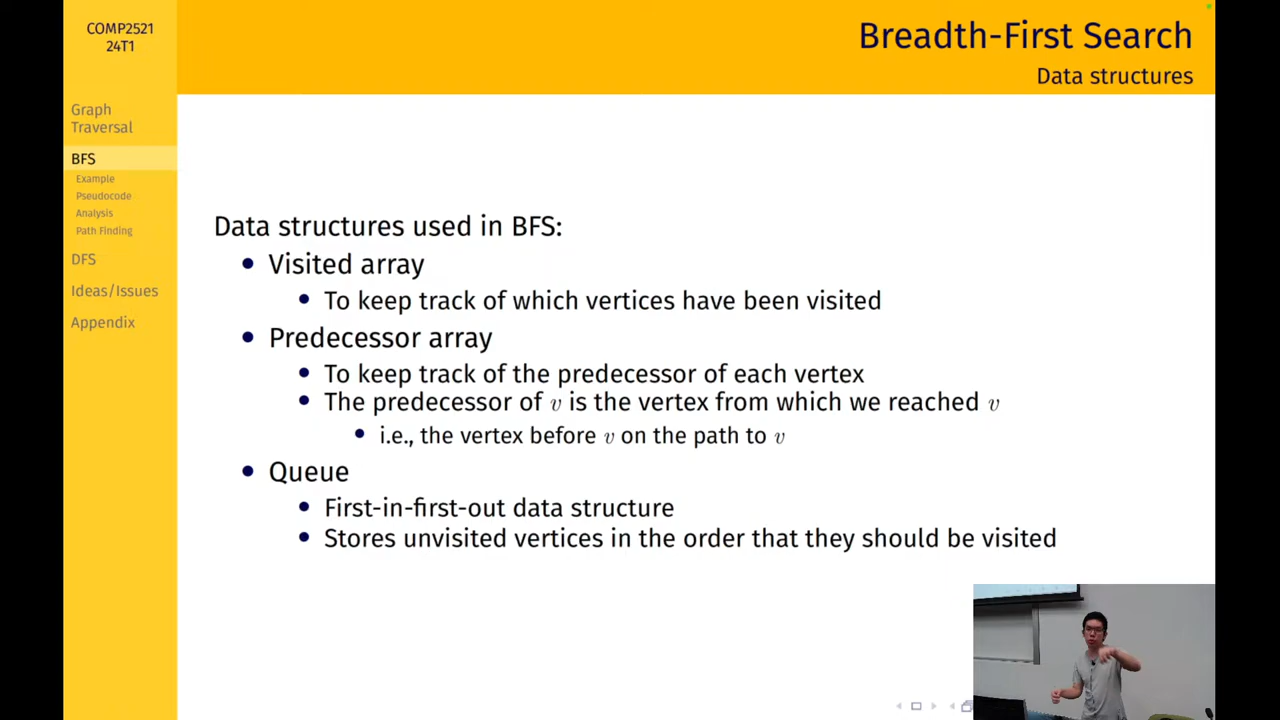 COMP2521
24T1
Breadth-First Search
Data structures
Graph
Traversal
BFS
Example
Pseudocode
Analysis
Path Finding
DFS
Ideas/Issues
Appendix
Data structures used in BFS:
• Visited array
• To keep track of which vertices have been visited
• Predecessor array
• To keep track of the predecessor of each vertex
• The predecessor of v is the vertex from which we reached v
• i.e., the vertex before v on the path to v
• Queue
• First-in-first-out data structure
• Stores unvisited vertices in the order that they should be visited